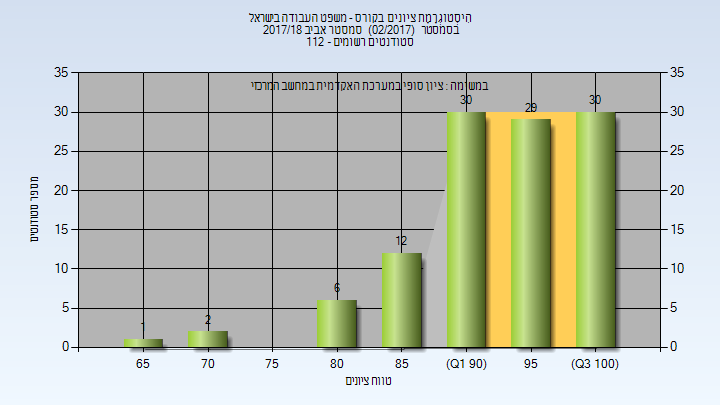 היסטוגרמת ציונים בקורס - משפט העבודה בישראל
בסמסטר (02/2017) סמסטר אביב 2017/18
סטודנטים רשומים - 112
במשימה : ציון סופי במערכת האקדמית במחשב המרכזי
35 35
30 30
25 25
20 20
15 15
10 10
5 5
0 0
1 2 6 12 30 29 30
מספר סטודנטים
65 70 75 80 85 (Q1 90) 95 (Q3 100)
טווח ציונים